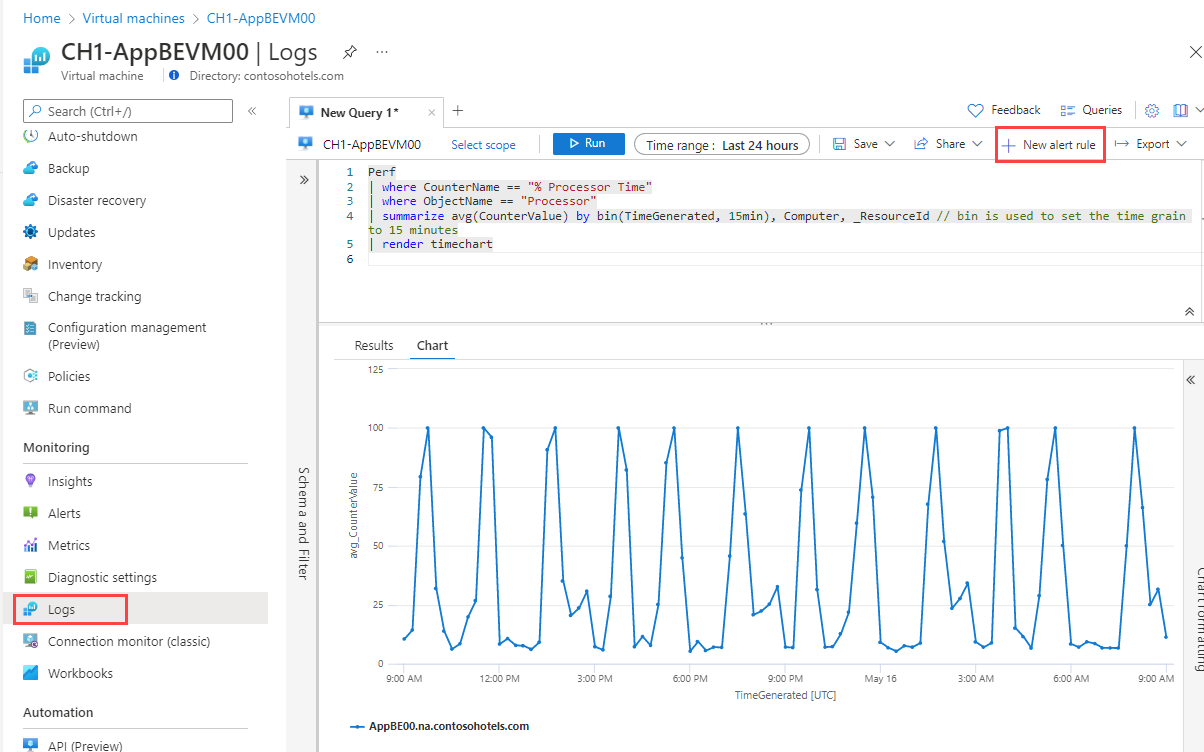 Home > Virtual machines > CH1-AppBEVM00
CH1-AppBEVM00 | Logs
Virtual machine
Directory: contosohotels.com
Search (Ctrl+/)
Auto-shutdown
Backup
Disaster recovery
Updates
Inventory
Change tracking
Configuration management
(Preview)
Policies
Run command
Monitoring
Insights
Alerts
Metrics
Diagnostic settings
Logs
Connection monitor (classic)
Workbooks
Automation
API (Preview)
New Query 1*
Feedback
Queries
CH1-AppBEVM00
Select scope
Run
Time range : Last 24 hours
Save
Share
New alert rule
Export
1 Perf
2 | where CounterName == "% Processor Time"
3 | where ObjectName == "Processor"
4 | summarize avg(CounterValue) by bin(TimeGenerated, 15min), Computer, _ResourceId // bin is used to set the time grain
to 15 minutes
5 | render timechart
6
Schema and Filter
Results
Chart
125
100
75
50
25
0
avg_CounterValue
9:00 AM 12:00 PM 3:00 PM 6:00 PM 9:00 PM May 16 3:00 AM 6:00 AM 9:00 AM
TimeGenerated [UTC]
AppBE00.na.contosohotels.com
Chart Formatting